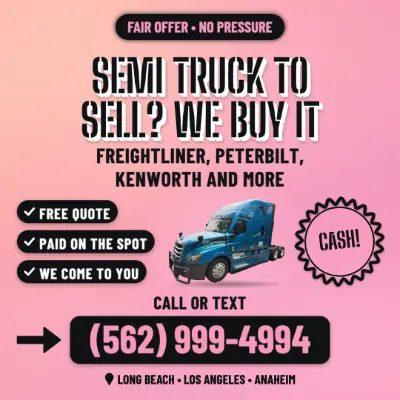 FAIR OFFER • NO PRESSURE
SEMI TRUCK TO
SELL? WE BUY IT
FREIGHTLINER, PETERBILT,
KENWORTH AND MORE
FREE QUOTE
PAID ON THE SPOT
WE COME TO YOU
CASH!
CALL OR TEXT
(562) 999-4994
LONG BEACH • LOS ANGELES • ANAHEIM